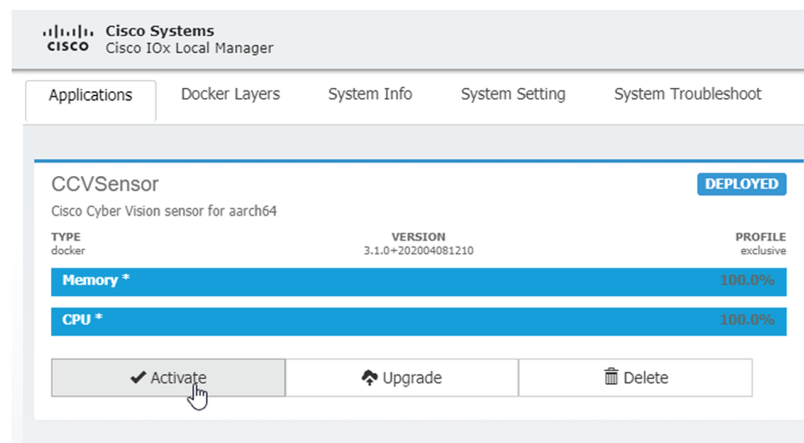 Cisco Systems
CISCO Cisco IOx Local Manager
Applications Docker Layers System Info System Setting System Troubleshoot
CCVSensor DEPLOYED
Cisco Cyber Vision sensor for aarch64
TYPE VERSION PROFILE
docker 3.1.0+202004081210 exclusive
Memory * 100.0%
CPU * 100.0%
Activate Upgrade Delete